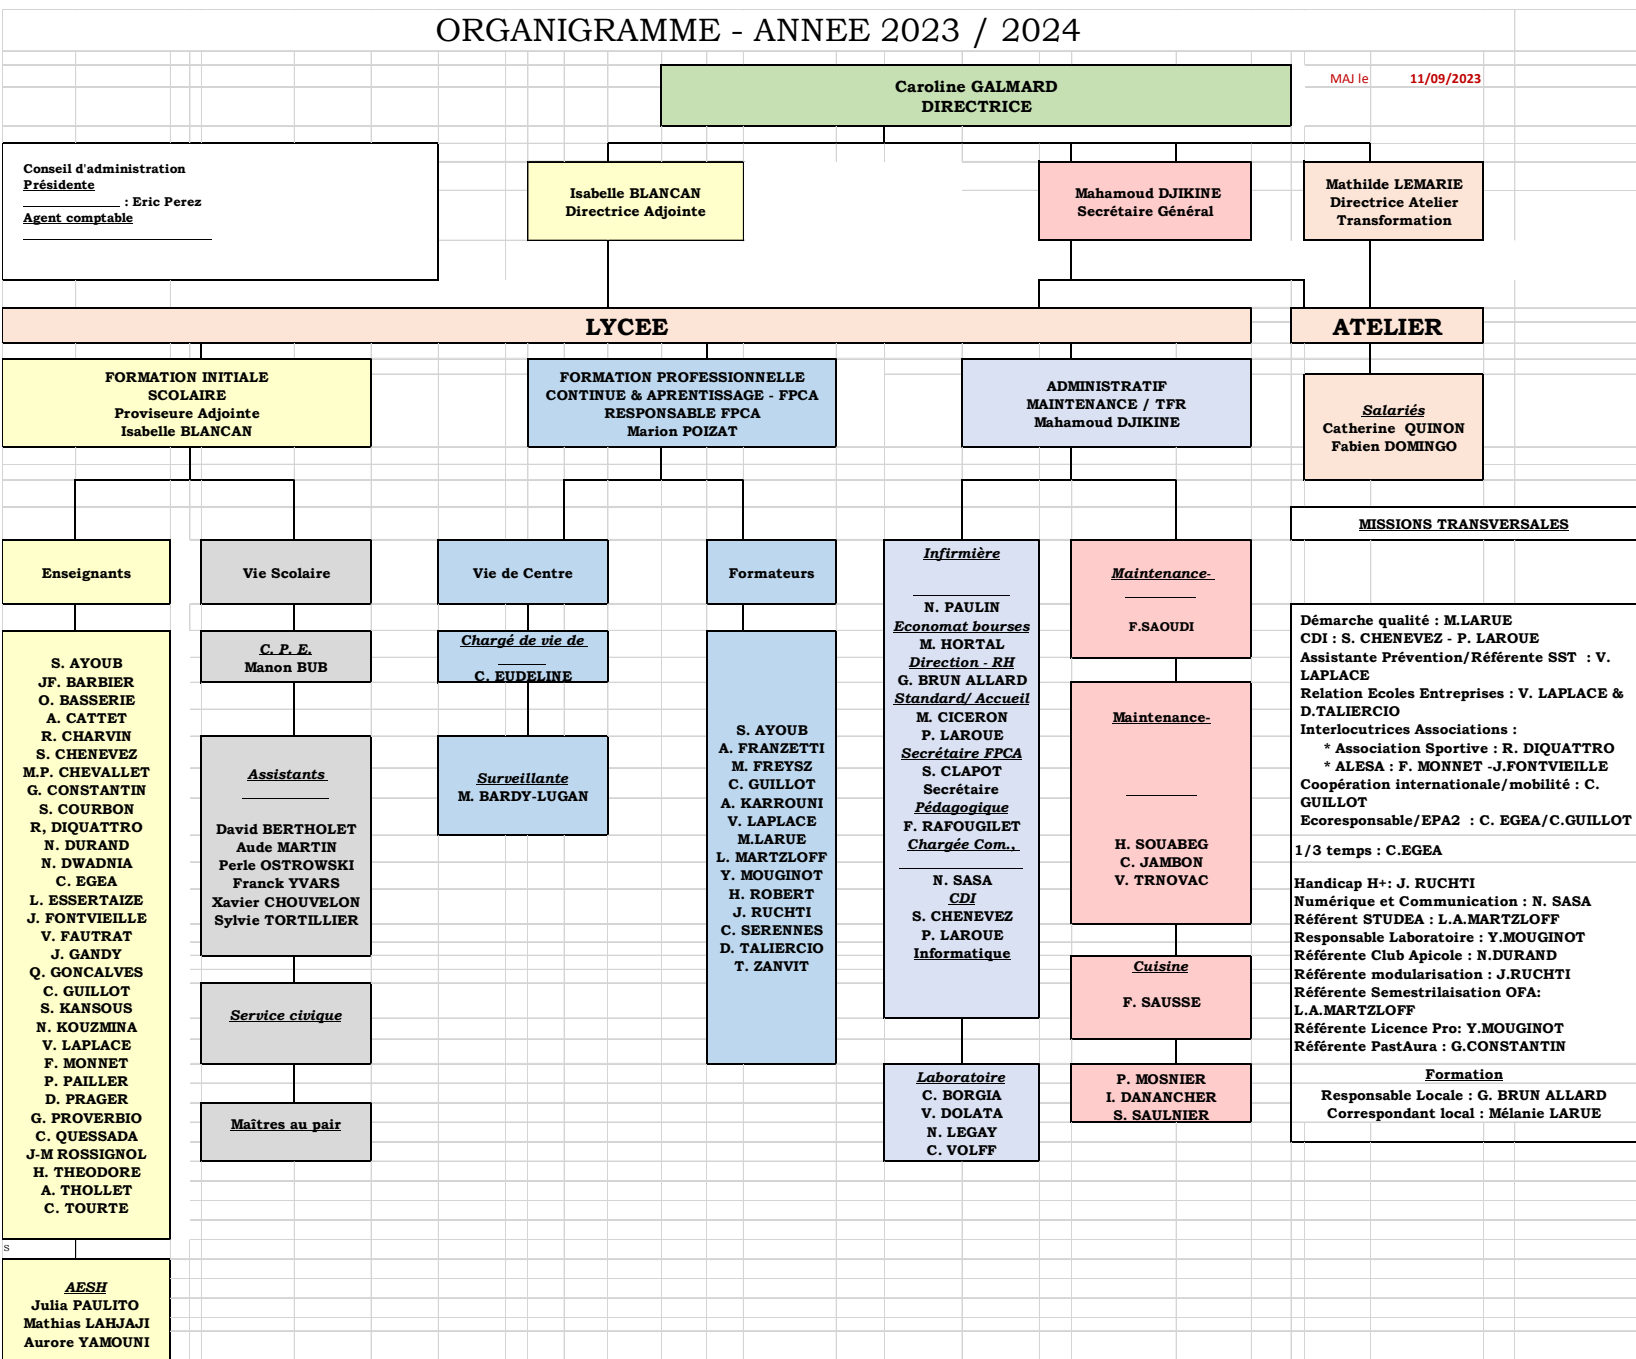 ORGANIGRAMME - ANNEE 2023 / 2024
MAJ le 11/09/2023
Caroline GALMARD
DIRECTRICE
Conseil d'administration
Présidente
: Eric Perez
Agent comptable
Isabelle BLANCAN
Directrice Adjointe
Mahamoud DJIKINE
Secrétaire Général
Mathilde LEMARIE
Directrice Atelier
Transformation
LYCEE
ATELIER
FORMATION INITIALE
SCOLAIRE
Proviseure Adjointe
Isabelle BLANCAN
FORMATION PROFESSIONNELLE
CONTINUE & APRENTISSAGE - FPCA
RESPONSABLE FPCA
Marion POIZAT
ADMINISTRATIF
MAINTENANCE / TFR
Mahamoud DJIKINE
Salariés
Catherine QUINON
Fabien DOMINGO
Enseignants
S. AYOUB
JF. BARBIER
O. BASSERIE
A. CATTET
R. CHARVIN
S. CHENEVEZ
M.P. CHEVALLET
G. CONSTANTIN
S. COURBON
R, DIQUATTRO
N. DURAND
N. DWADNIA
C. EGEA
L. ESSERTAIZE
J. FONTVIEILLE
V. FAUTRAT
J. GANDY
Q. GONCALVES
C. GUILLOT
S. KANSOUS
N. KOUZMINA
V. LAPLACE
F. MONNET
P. PAILLER
D. PRAGER
G. PROVERBIO
C. QUESSADA
J-M ROSSIGNOL
H. THEODORE
A. THOLLET
C. TOURTE
s
AESH
Julia PAULITO
Mathias LAHJAJI
Aurore YAMOUNI
Vie Scolaire
C. P. E.
Manon BUB
Assistants
David BERTHOLET
Aude MARTIN
Perle OSTROWSKI
Franck YVARS
Xavier CHOUVELON
Sylvie TORTILLIER
Service civique
Maîtres au pair
Vie de Centre
Chargé de vie de
C. EUDELINE
Surveillante
M. BARDY-LUGAN
Formateurs
S. AYOUB
A. FRANZETTI
M. FREYSZ
C. GUILLOT
A. KARROUNI
V. LAPLACE
M.LARUE
L. MARTZLOFF
Y. MOUGINOT
H. ROBERT
J. RUCHTI
C. SERENNES
D. TALIERCIO
T. ZANVIT
Infirmière
N. PAULIN
Economat bourses
M. HORTAL
Direction - RH
G. BRUN ALLARD
Standard/ Accueil
M. CICERON
P. LAROUE
Secrétaire FPCA
S. CLAPOT
Secrétaire
Pédagogique
F. RAFOUGILET
Chargée Com.,
N. SASA
CDI
S. CHENEVEZ
P. LAROUE
Informatique
Laboratoire
C. BORGIA
V. DOLATA
N. LEGAY
C. VOLFF
Maintenance-
F.SAOUDI
Maintenance-
H. SOUABEG
C. JAMBON
V. TRNOVAC
Cuisine
F. SAUSSE
P. MOSNIER
I. DANANCHER
S. SAULNIER
MISSIONS TRANSVERSALES
Démarche qualité : M.LARUE
CDI : S. CHENEVEZ - P. LAROUE
Assistante Prévention/Référente SST : V.
LAPLACE
Relation Ecoles Entreprises : V. LAPLACE &
D.TALIERCIO
Interlocutrices Associations :
* Association Sportive : R. DIQUATTRO
* ALESA : F. MONNET -J.FONTVIEILLE
Coopération internationale/mobilité : C.
GUILLOT
Ecoresponsable/EPA2 : C. EGEA/C.GUILLOT
1/3 temps : C.EGEA
Handicap H+: J. RUCHTI
Numérique et Communication : N. SASA
Référent STUDEA : L.A.MARTZLOFF
Responsable Laboratoire : Y.MOUGINOT
Référente Club Apicole : N.DURAND
Référente modularisation : J.RUCHTI
Référente Semestrilaisation OFA:
L.A.MARTZLOFF
Référente Licence Pro: Y.MOUGINOT
Référente PastAura : G.CONSTANTIN
Formation
Responsable Locale : G. BRUN ALLARD
Correspondant local : Mélanie LARUE